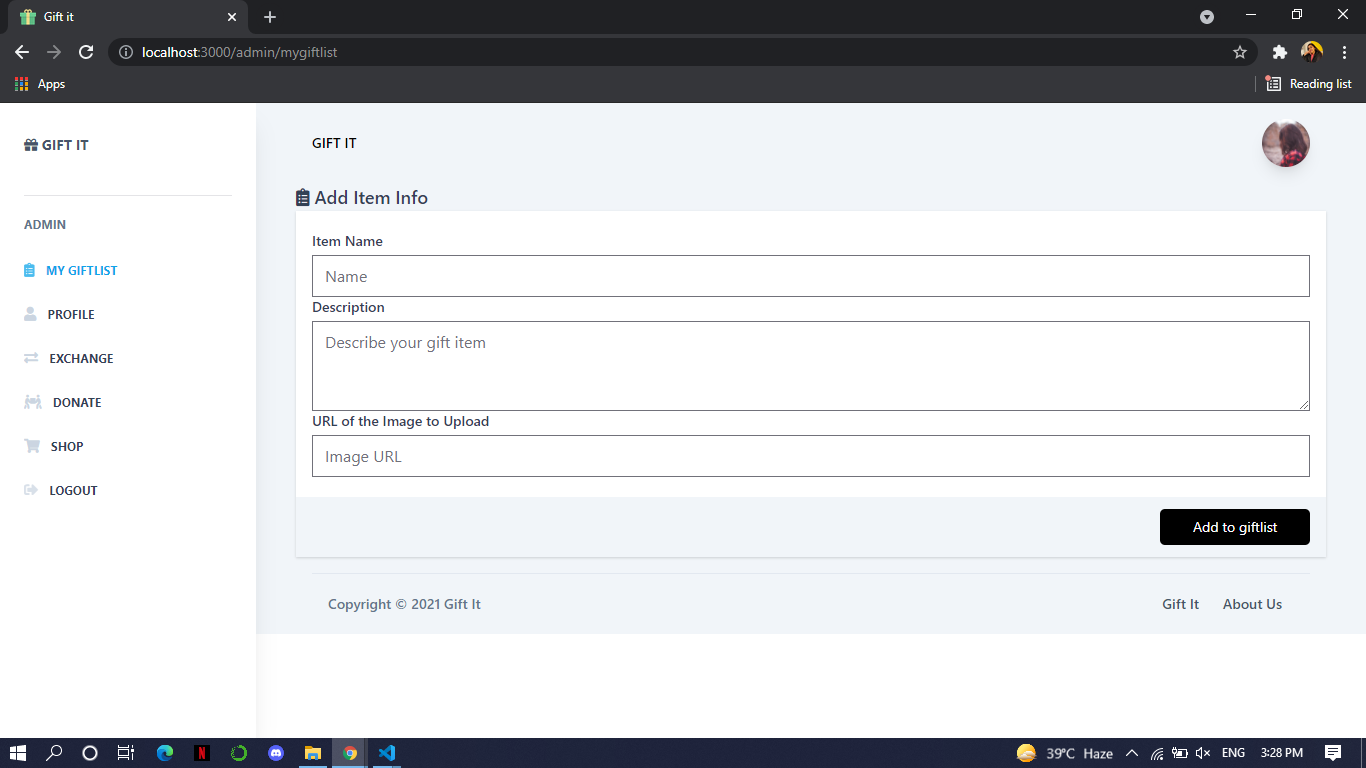 Gift it
localhost:3000/admin/mygiftlist
Apps
Reading list
GIFT IT
ADMIN
MY GIFTLIST
PROFILE
EXCHANGE
DONATE
SHOP
LOGOUT
GIFT IT
Add Item Info
Item Name
Name
Description
Describe your gift item
URL of the Image to Upload
Image URL
Add to giftlist
Copyright © 2021 Gift It
Gift It
About Us
N
39°C Haze
ENG
3:28 PM